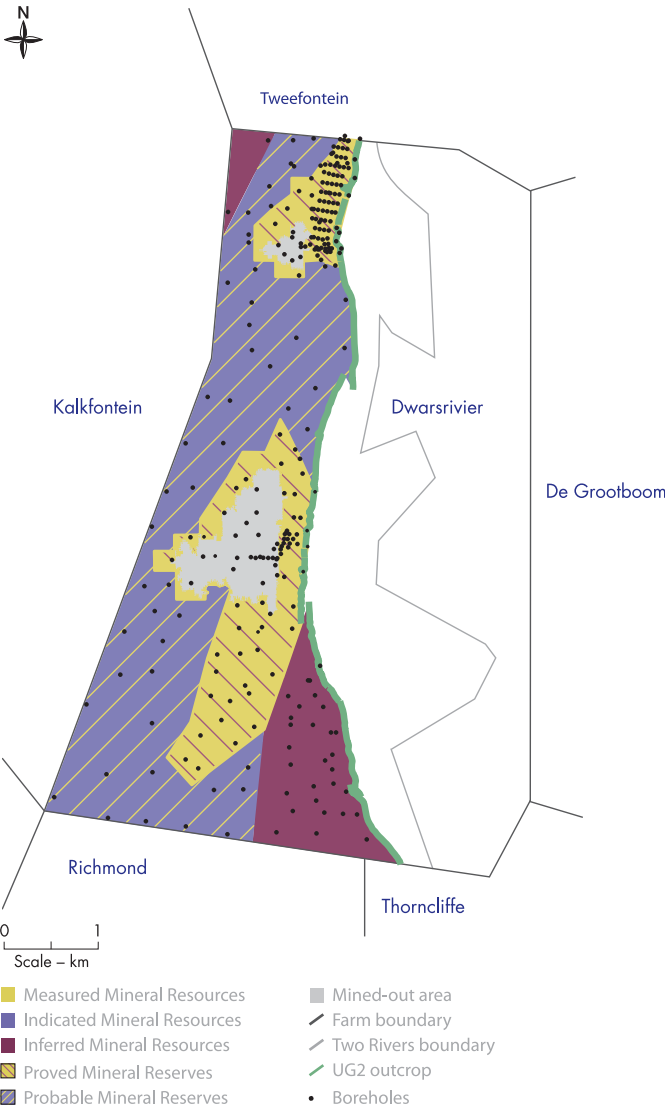 N
Tweefontein
Kalkfontein
Dwarsrivier
De Grootboom
Richmond
Thorncliffe
0 1
Scale – km
Measured Mineral Resources
Indicated Mineral Resources
Inferred Mineral Resources
Proved Mineral Reserves
Probable Mineral Reserves
Mined-out area
Farm boundary
Two Rivers boundary
UG2 outcrop
Boreholes